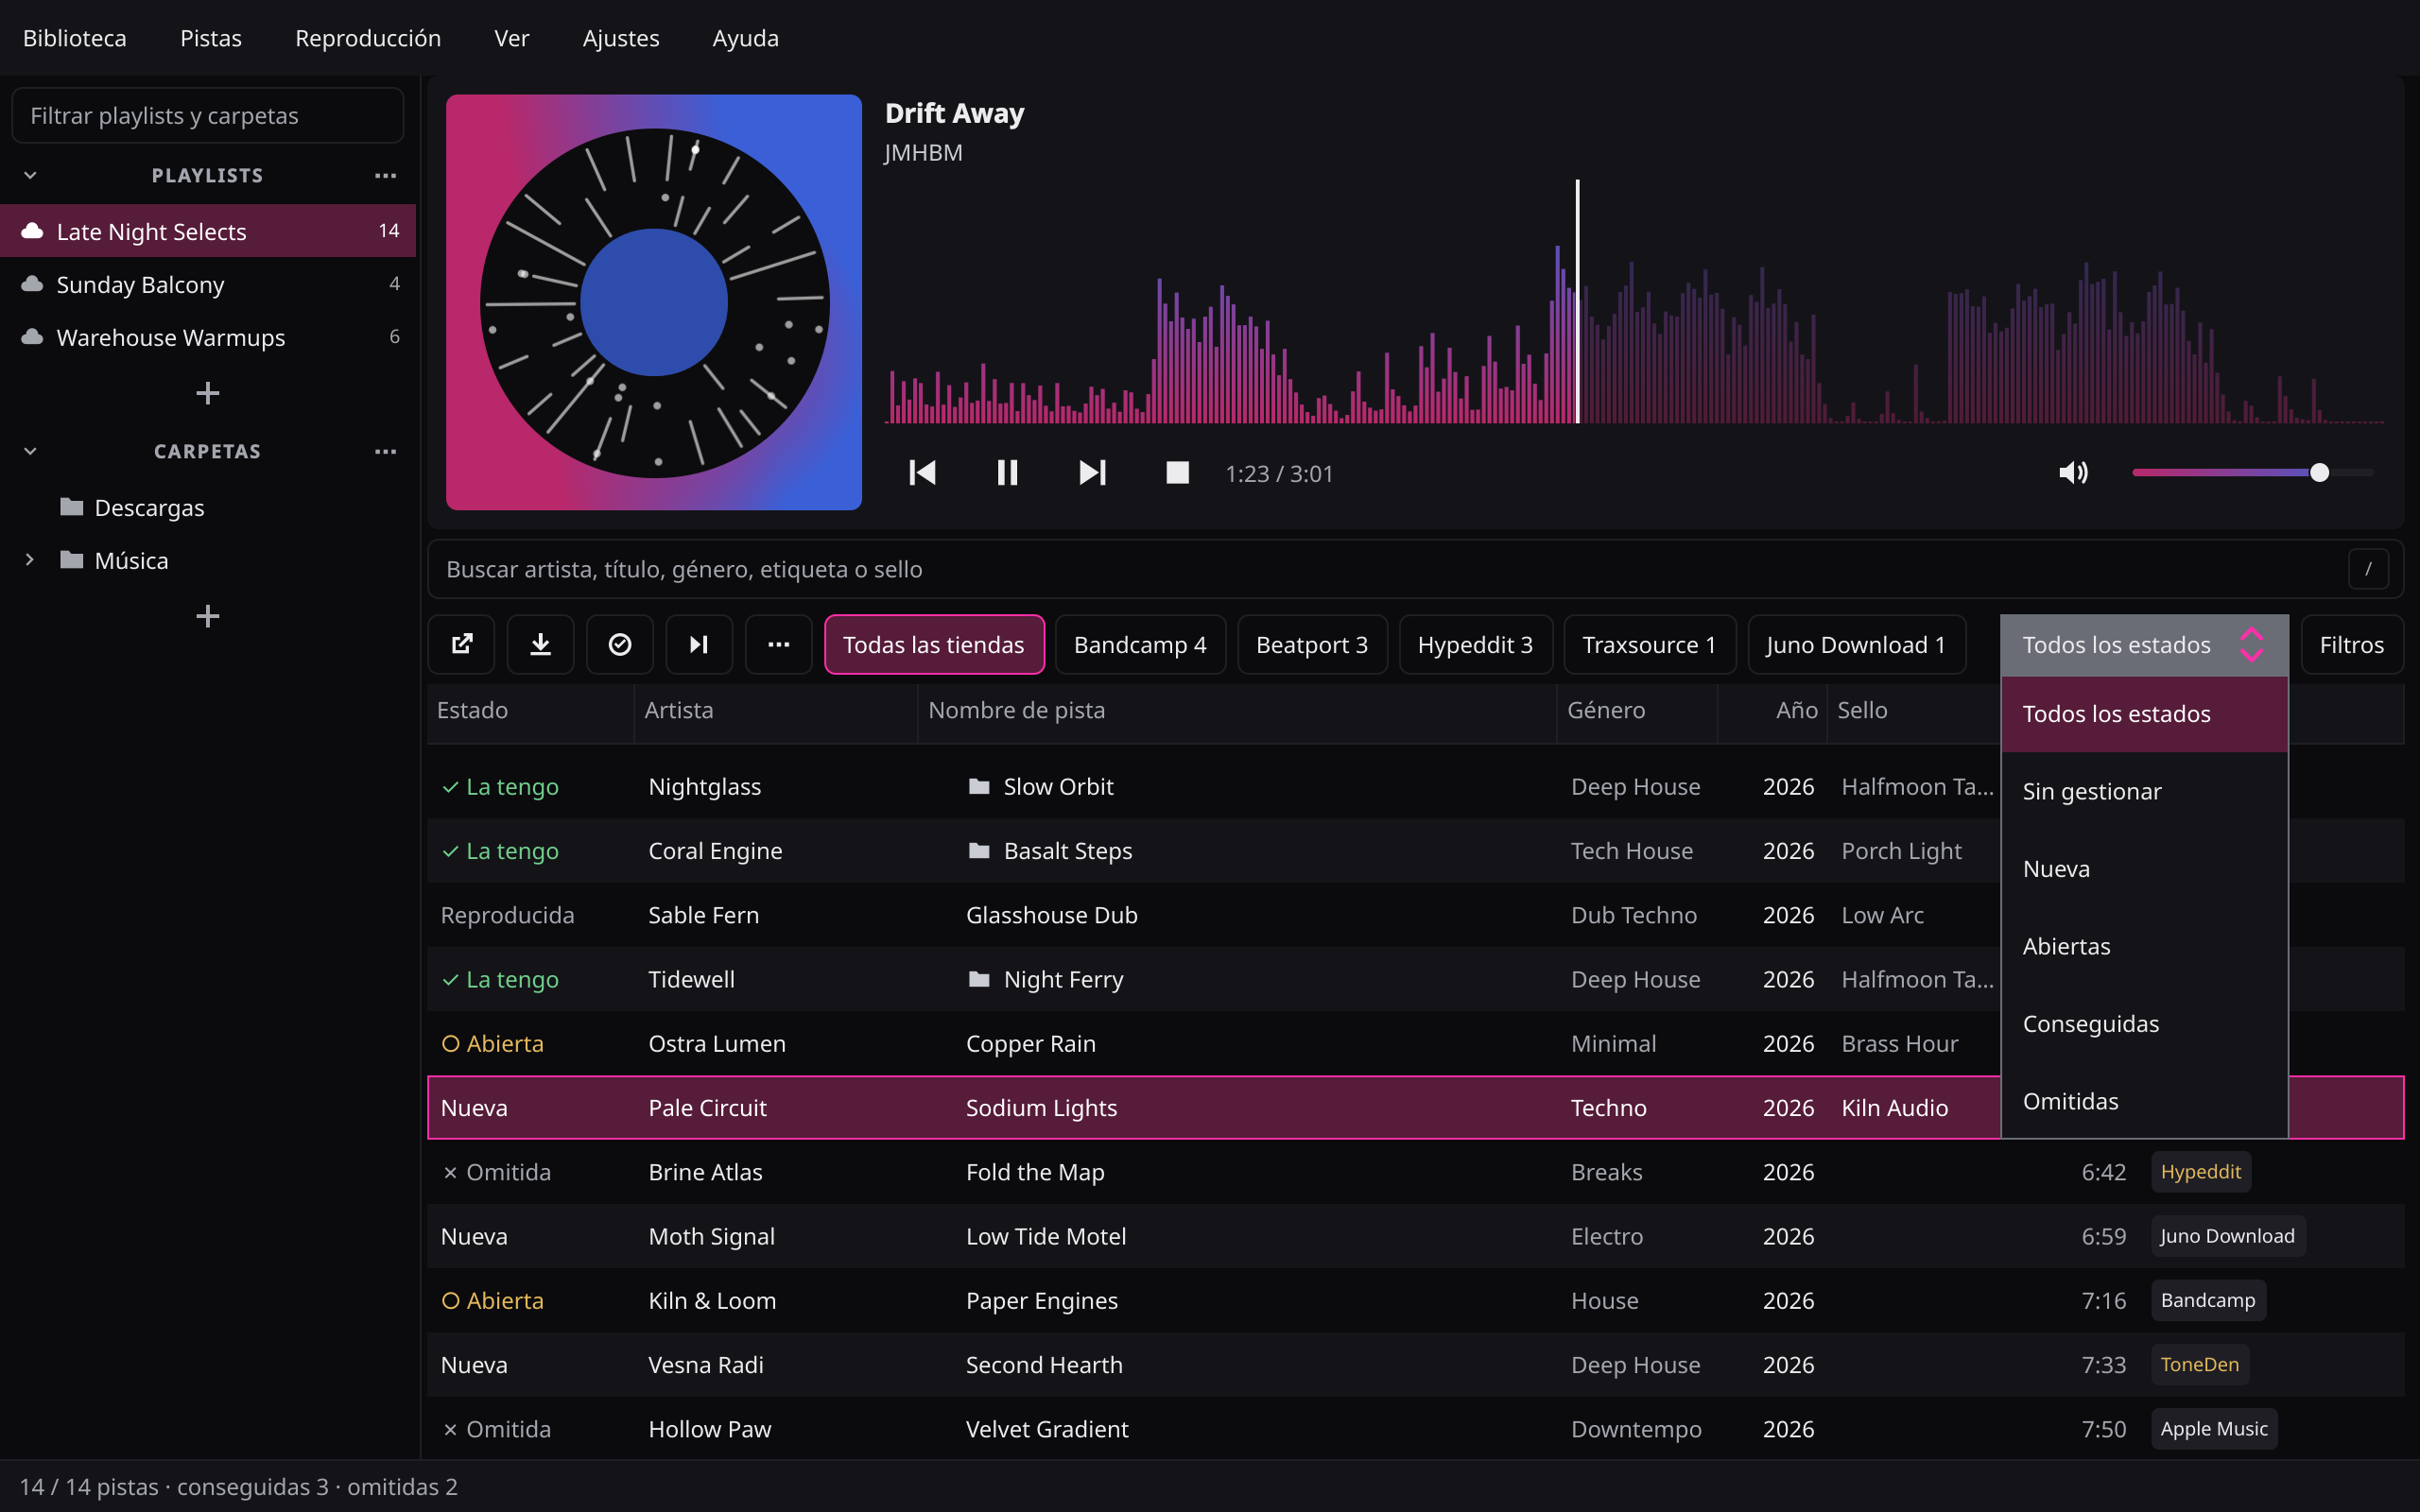 Biblioteca Pistas Reproducción Ver Ajustes Ayuda
Filtrar playlists y carpetas
PLAYLISTS
Late Night Selects 14
Sunday Balcony 4
Warehouse Warmups 6
CARPETAS
Descargas
Música
Drift Away
JMHBM
1:23 / 3:01
Buscar artista, título, género, etiqueta o sello /
Todas las tiendas Bandcamp 4 Beatport 3 Hypeddit 3 Traxsource 1 Juno Download 1 Todos los estados Filtros
Estado Artista Nombre de pista Género Año Sello
Todos los estados
Sin gestionar
Nueva
Abiertas
Conseguidas
Omitidas
La tengo Nightglass Slow Orbit Deep House 2026 Halfmoon Ta...
La tengo Coral Engine Basalt Steps Tech House 2026 Porch Light
Reproducida Sable Fern Glasshouse Dub Dub Techno 2026 Low Arc
La tengo Tidewell Night Ferry Deep House 2026 Halfmoon Ta...
Abierta Ostra Lumen Copper Rain Minimal 2026 Brass Hour
Nueva Pale Circuit Sodium Lights Techno 2026 Kiln Audio
Omitida Brine Atlas Fold the Map Breaks 2026 6:42 Hypeddit
Nueva Moth Signal Low Tide Motel Electro 2026 6:59 Juno Download
Abierta Kiln & Loom Paper Engines House 2026 7:16 Bandcamp
Nueva Vesna Radi Second Hearth Deep House 2026 7:33 ToneDen
Omitida Hollow Paw Velvet Gradient Downtempo 2026 7:50 Apple Music
14 / 14 pistas · conseguidas 3 · omitidas 2